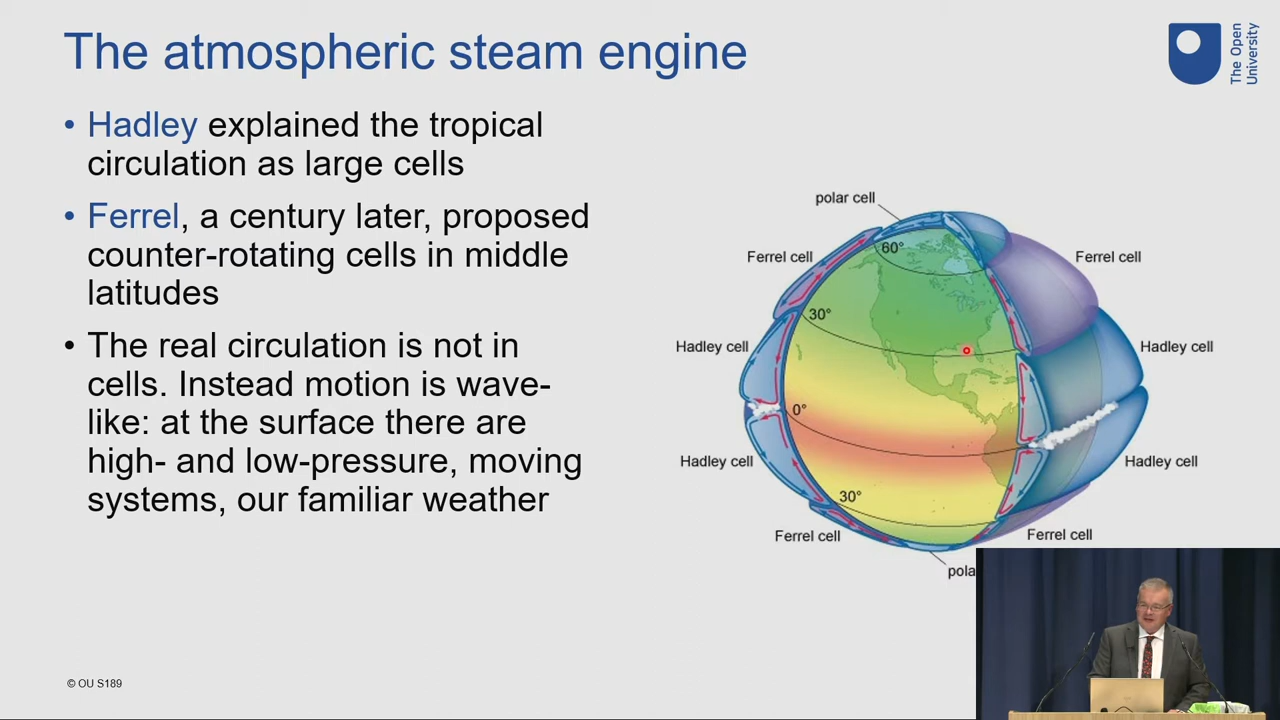 The atmospheric steam engine
The Open
University
• Hadley explained the tropical
circulation as large cells
• Ferrel, a century later, proposed
counter-rotating cells in middle
latitudes
• The real circulation is not in
cells. Instead motion is wave-
like: at the surface there are
high- and low-pressure, moving
systems, our familiar weather
polar cell
60°
Ferrel cell
Ferrel cell
30°
Hadley cell
Hadley cell
0°
Hadley cell
Hadley cell
30°
Ferrel cell
Ferrel cell
pola
© OU S189